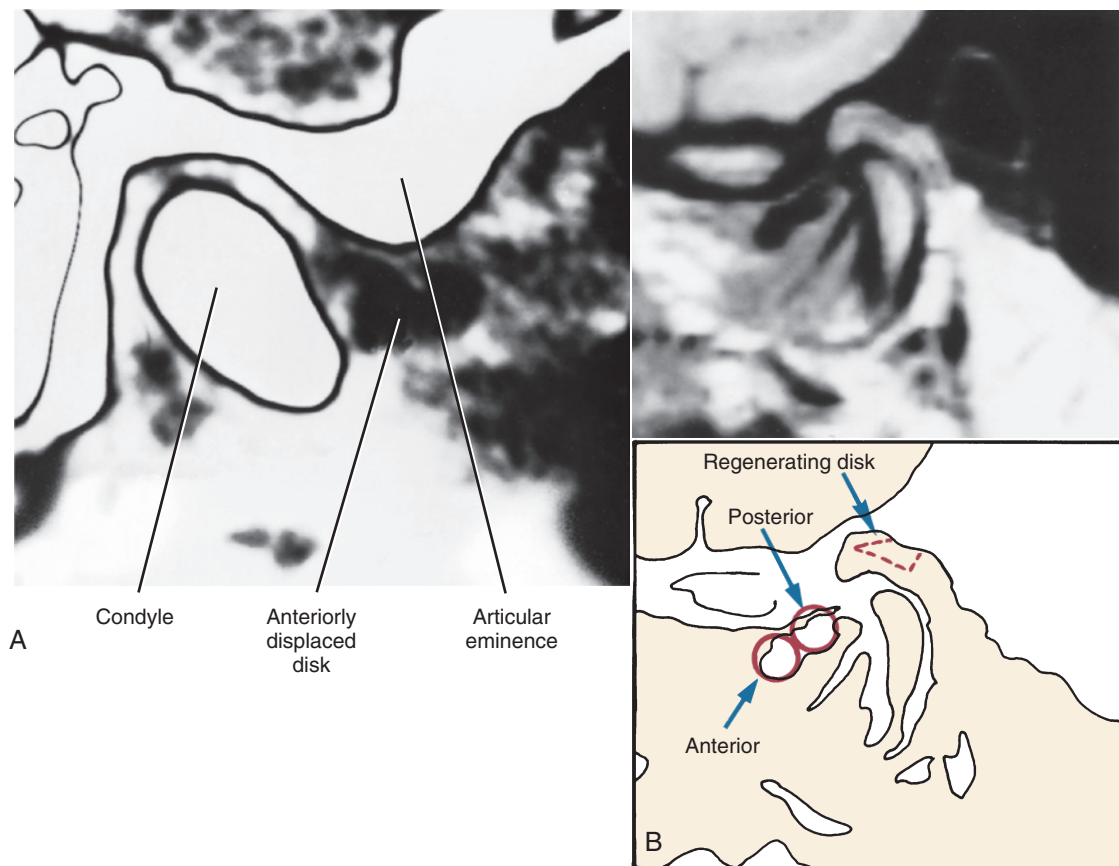 Condyle
Anteriorly
displaced
disk
Articular
eminence
A
Regenerating disk
Posterior
Anterior
B